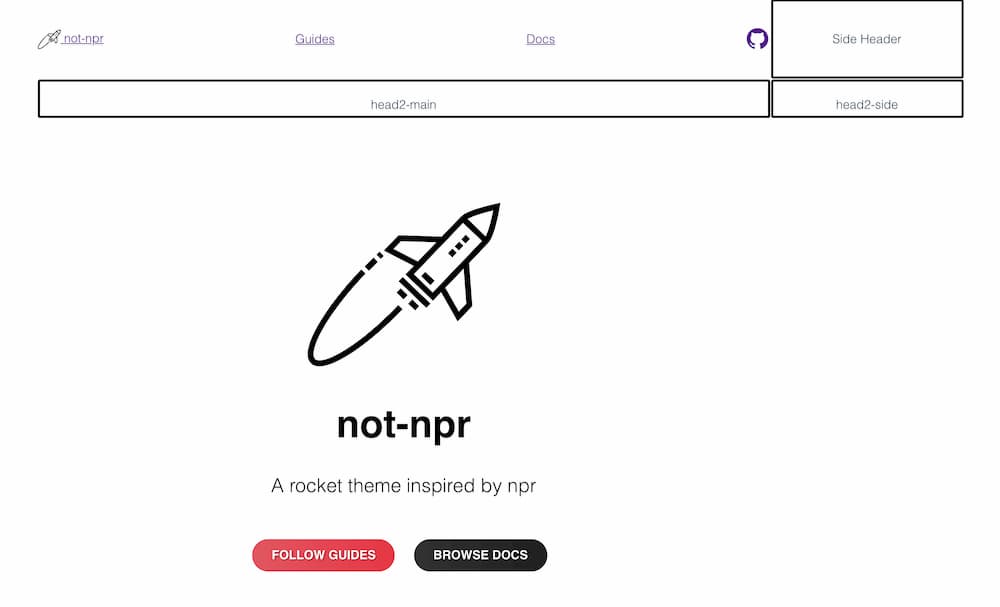 not-npr Guides Docs Side Header
head2-main head2-side
not-npr
A rocket theme inspired by npr
FOLLOW GUIDES BROWSE DOCS